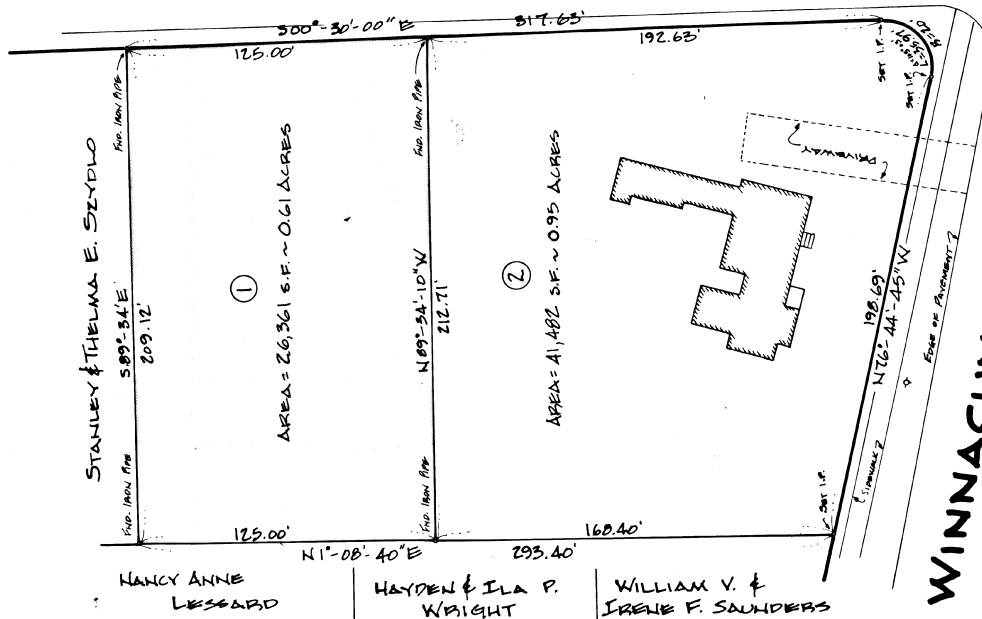 S00°-30'-00"E
317.63'
125.00'
192.63'
L=35.97'
SET I.P.
SET I.P.
FND. IRON PIPE
FND. IRON PIPE
DRIVEWAY
STANLEY & THELMA E. SZYDLO
S89°-34'E
209.12'
①
AREA = 26,361 S.F. ~ 0.61 ACRES
N89°-34'-10"W
212.71'
②
AREA = 41,482 S.F. ~ 0.95 ACRES
198.69'
N76°-44'-45"W
EDGE OF PAVEMENT
SIDEWALK
FND. IRON PIPE
FND. IRON PIPE
SET I.P.
125.00'
168.40'
N1°-08'-40"E
293.40'
NANCY ANNE
LESSARD
HAYDEN & ILA P.
WRIGHT
WILLIAM V. &
IRENE F. SAUNDERS